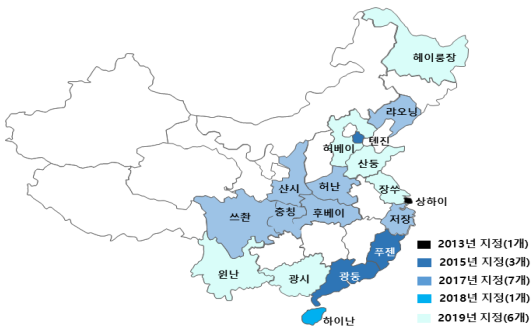 헤이룽장
랴오닝
허베이
텐진
산둥
산시
허난
장쑤
상하이
쓰촨
충칭
후베이
저장
푸젠
윈난
광시
광둥
하이난
2013년 지정(1개)
2015년 지정(3개)
2017년 지정(7개)
2018년 지정(1개)
2019년 지정(6개)